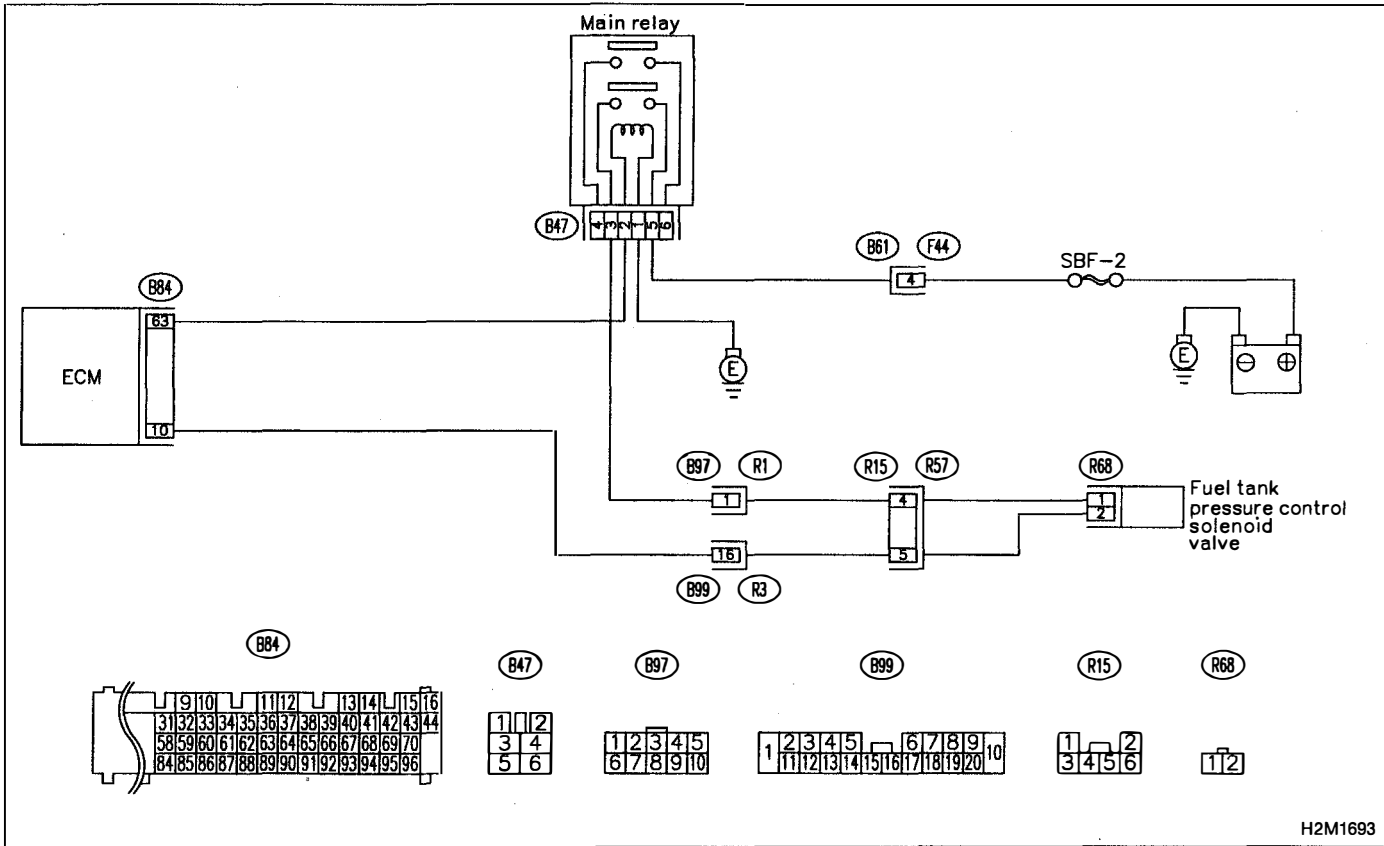 Main relay
B47
4 3 2 1 5 6
B61 F44
SBF-2
4
B84
63
ECM
10
E
E
⊖ ⊕
B97 R1
R15 R57
R68
1
4
1
2
Fuel tank
pressure control
solenoid
valve
16
5
B99 R3
B84
9 10 11 12 13 14 15 16
31 32 33 34 35 36 37 38 39 40 41 42 43 44
58 59 60 61 62 63 64 65 66 67 68 69 70
84 85 86 87 88 89 90 91 92 93 94 95 96
B47
1 2
3 4
5 6
B97
1 2 3 4 5
6 7 8 9 10
B99
1 2 3 4 5 6 7 8 9 10
11 12 13 14 15 16 17 18 19 20
R15
1 2
3 4 5 6
R68
1 2
H2M1693